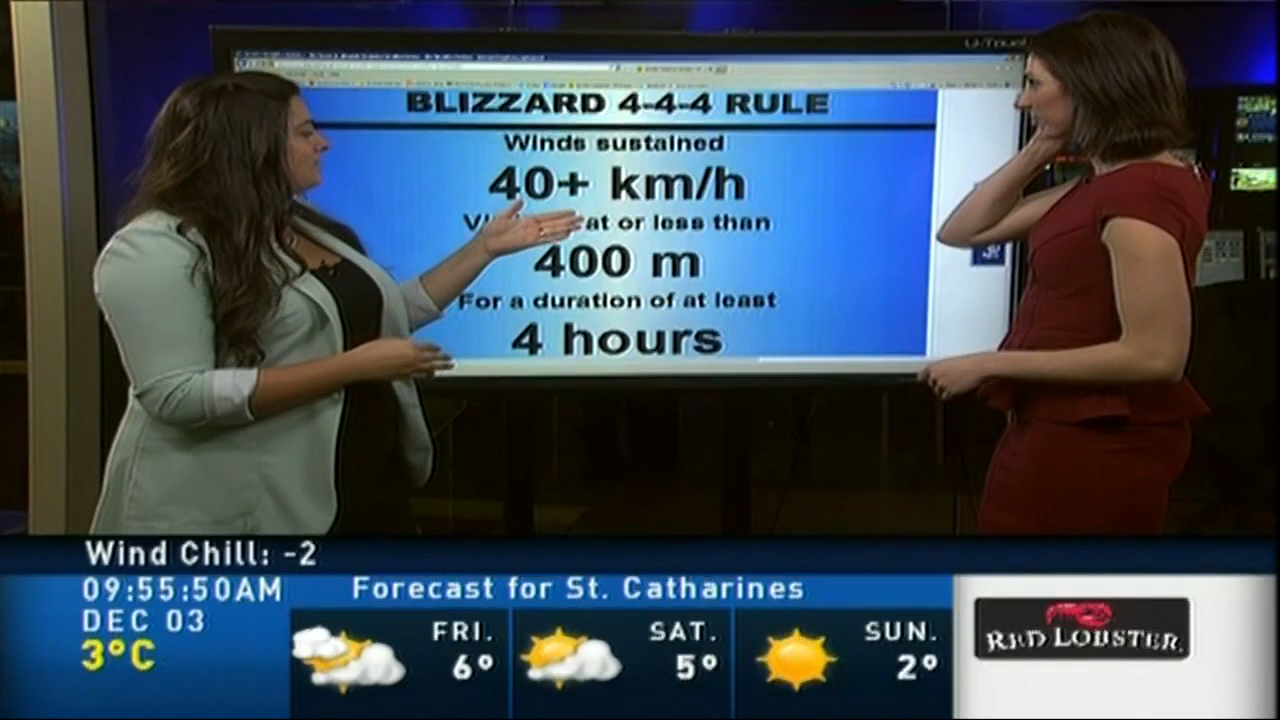 U-Touch
BLIZZARD 4-4-4 RULE
Winds sustained
40+ km/h
at or less than
400 m
For a duration of at least
4 hours
Wind Chill: -2
09:55:50AM
DEC 03
3°C
Forecast for St. Catharines
FRI.
6°
SAT.
5°
SUN.
2°
RED LOBSTER